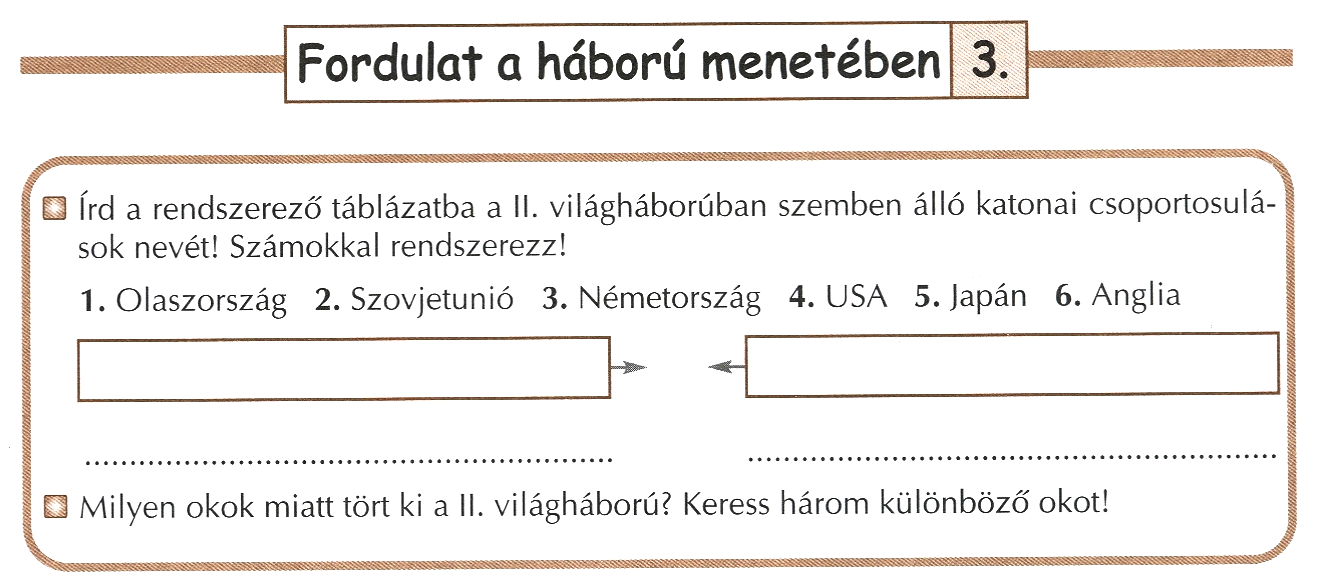 Fordulat a háború menetében 3.
Írd a rendszerező táblázatba a II. világháborúban szemben álló katonai csoportosulá-
sok nevét! Számokkal rendszerezz!
1. Olaszország 2. Szovjetunió 3. Németország 4. USA 5. Japán 6. Anglia
Milyen okok miatt tört ki a II. világháború? Keress három különböző okot!